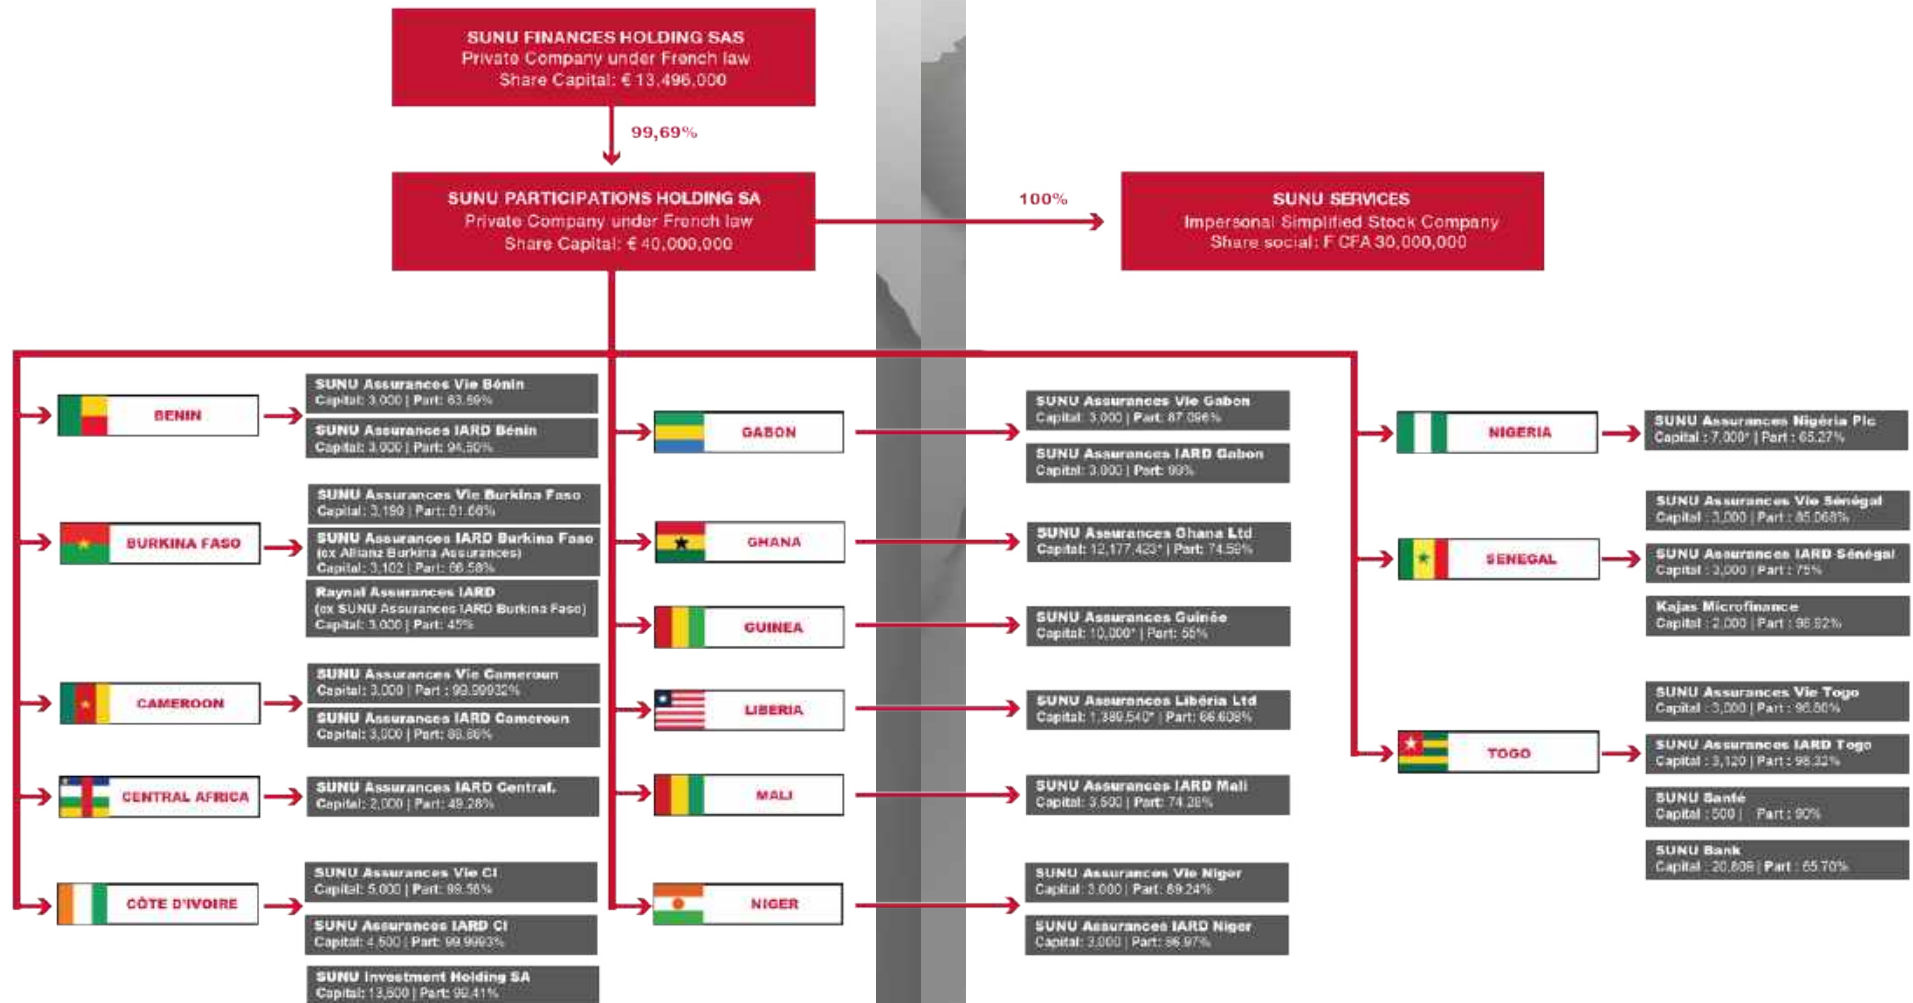 SUNU FINANCES HOLDING SAS
Private Company under French law
Share Capital: € 13,496,000
99,69%
SUNU PARTICIPATIONS HOLDING SA
Private Company under French law
Share Capital: € 40,000,000
100%
SUNU SERVICES
Impersonal Simplified Stock Company
Share social: F CFA 30,000,000
BENIN
SUNU Assurances Vie Bénin
Capital: 3,000 | Part: 83.69%
SUNU Assurances IARD Bénin
Capital: 3,000 | Part: 94.50%
BURKINA FASO
SUNU Assurances Vie Burkina Faso
Capital: 3,190 | Part: 61.66%
SUNU Assurances IARD Burkina Faso
(ex Allianz Burkina Assurances)
Capital: 3,102 | Part: 66.58%
Raynal Assurances IARD
(ex SUNU Assurances IARD Burkina Faso)
Capital: 3,000 | Part: 45%
CAMEROON
SUNU Assurances Vie Cameroun
Capital: 3,000 | Part : 99.99932%
SUNU Assurances IARD Cameroun
Capital: 3,000 | Part:
CENTRAL AFRICA
SUNU Assurances IARD Central.
Capital: 2,000 | Part: 49.28%
CÔTE D'IVOIRE
SUNU Assurances Vie CI
Capital: 5,000 | Part: 99.56%
SUNU Assurances IARD CI
Capital: 4,500 | Part: 99.9993%
SUNU Investment Holding SA
Capital: 13,600 | Part: 99.41%
GABON
SUNU Assurances Vie Gabon
Capital: 3,000 | Part: 87.096%
SUNU Assurances IARD Gabon
Capital: 3,000 | Part: 99%
GHANA
SUNU Assurances Ghana Ltd
Capital: 12,177,423* | Part: 74.59%
GUINEA
SUNU Assurances Guinée
Capital: 10,000* | Part: 55%
LIBERIA
SUNU Assurances Libéria Ltd
Capital: 1,389,540* | Part: 66.608%
MALI
SUNU Assurances IARD Mali
Capital: 3,500 | Part: 74.28%
NIGER
SUNU Assurances Vie Niger
Capital: 3,000 | Part: 89.24%
SUNU Assurances IARD Niger
Capital: 3,000 | Part: 86.97%
NIGERIA
SUNU Assurances Nigéria Plc
Capital : 7,000* | Part : 65.27%
SENEGAL
SUNU Assurances Vie Sénégal
Capital : 3,000 | Part : 85.068%
SUNU Assurances IARD Sénégal
Capital : 3,000 | Part : 75%
Kajas Microfinance
Capital : 2,000 | Part : 96.92%
TOGO
SUNU Assurances Vie Togo
Capital : 3,000 | Part : 96.86%
SUNU Assurances IARD Togo
Capital : 3,120 | Part : 98.32%
SUNU Santé
Capital : 500 | Part : 90%
SUNU Bank
Capital : 20,809 | Part : 65.70%